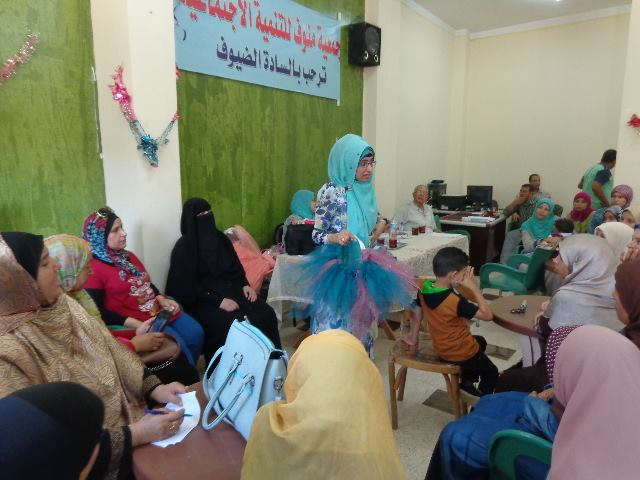 جمعية منوف للتنمية الاجتماعية
ترحب بالسادة الضيوف